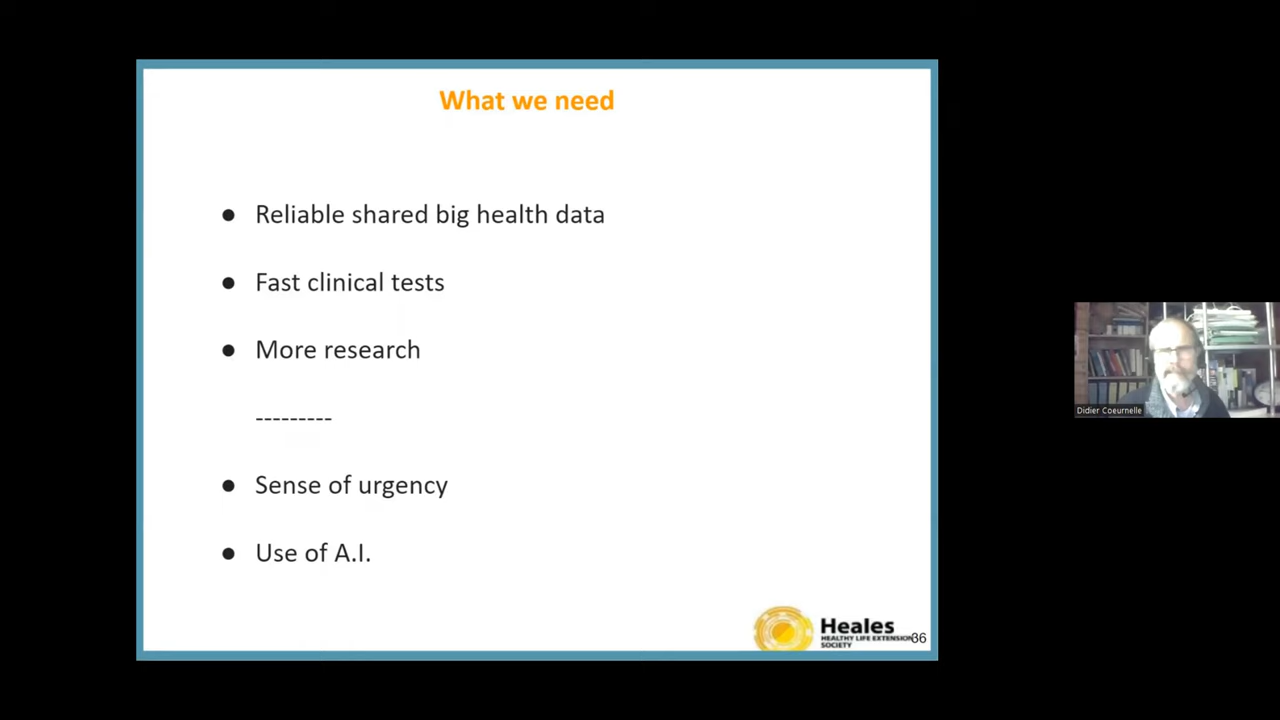 What we need
● Reliable shared big health data
● Fast clinical tests
● More research
---------
● Sense of urgency
● Use of A.I.
Heales
HEALTHY LIFE EXTENSION
SOCIETY
36
Didier Coeurnelle